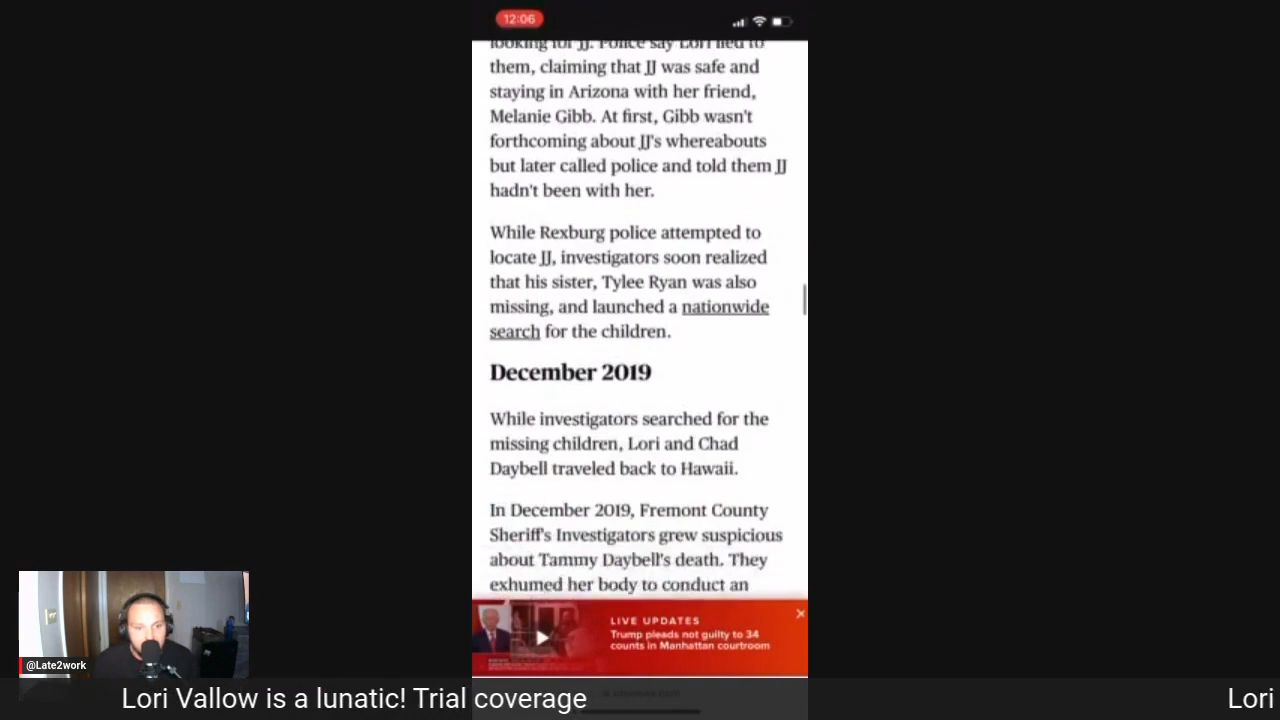 12:06
looking for JJ. Police say Lori lied to
them, claiming that JJ was safe and
staying in Arizona with her friend,
Melanie Gibb. At first, Gibb wasn't
forthcoming about JJ's whereabouts
but later called police and told them JJ
hadn't been with her.
While Rexburg police attempted to
locate JJ, investigators soon realized
that his sister, Tylee Ryan was also
missing, and launched a nationwide
search for the children.
December 2019
While investigators searched for the
missing children, Lori and Chad
Daybell traveled back to Hawaii.
In December 2019, Fremont County
Sheriff's Investigators grew suspicious
about Tammy Daybell's death. They
exhumed her body to conduct an
LIVE UPDATES
Trump pleads not guilty to 34
counts in Manhattan courtroom
@Late2work
Lori Vallow is a lunatic! Trial coverage
Lori